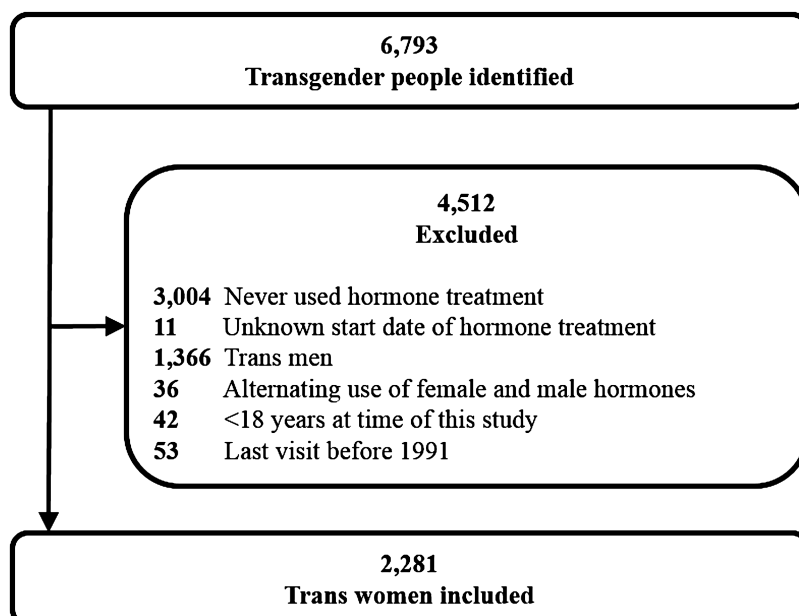 6,793
Transgender people identified
4,512
Excluded
3,004 Never used hormone treatment
11 Unknown start date of hormone treatment
1,366 Trans men
36 Alternating use of female and male hormones
42 <18 years at time of this study
53 Last visit before 1991
2,281
Trans women included